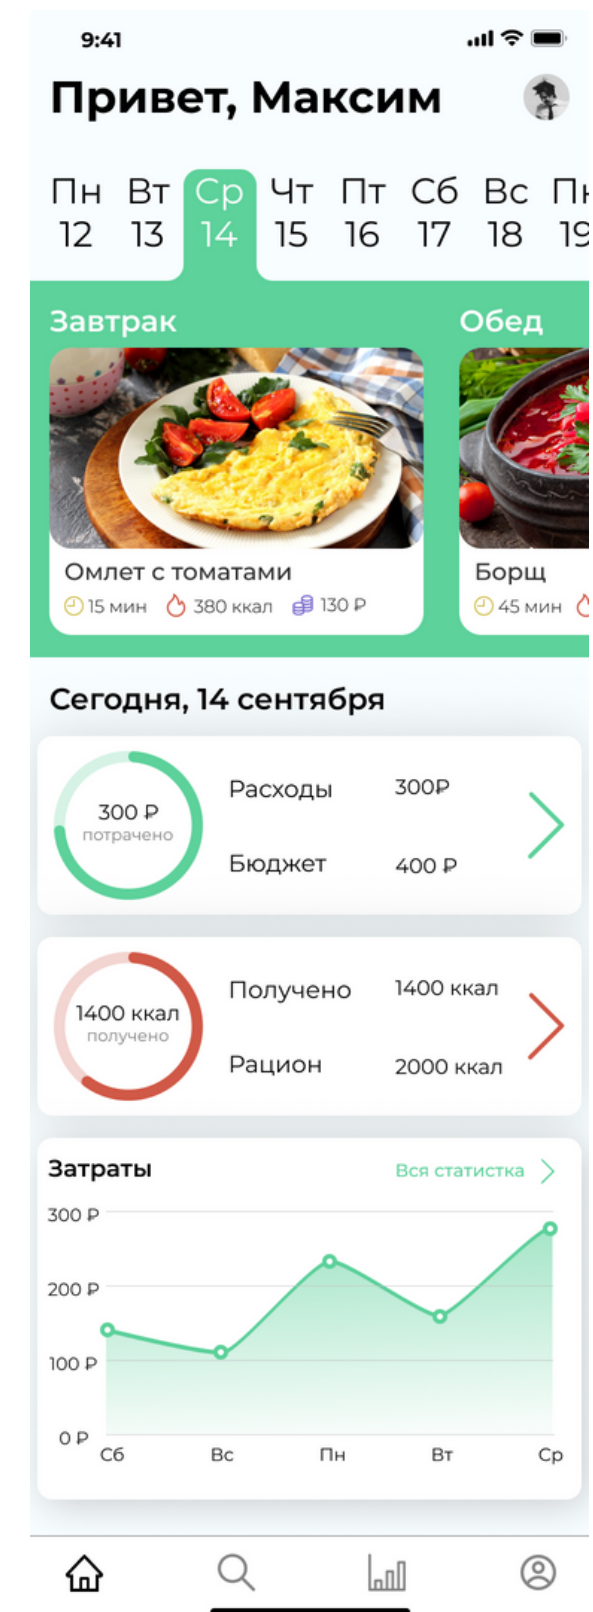 9:41
Привет, Максим
Пн Вт Ср Чт Пт Сб Вс Пн
12 13 14 15 16 17 18 19
Завтрак Обед
Омлет с томатами Борщ
15 мин 380 ккал 130 ₽ 45 мин
Сегодня, 14 сентября
300 ₽
потрачено
Расходы 300₽
Бюджет 400 ₽
1400 ккал
получено
Получено 1400 ккал
Рацион 2000 ккал
Затраты Вся статистка
300 ₽
200 ₽
100 ₽
0 ₽
Сб Вс Пн Вт Ср